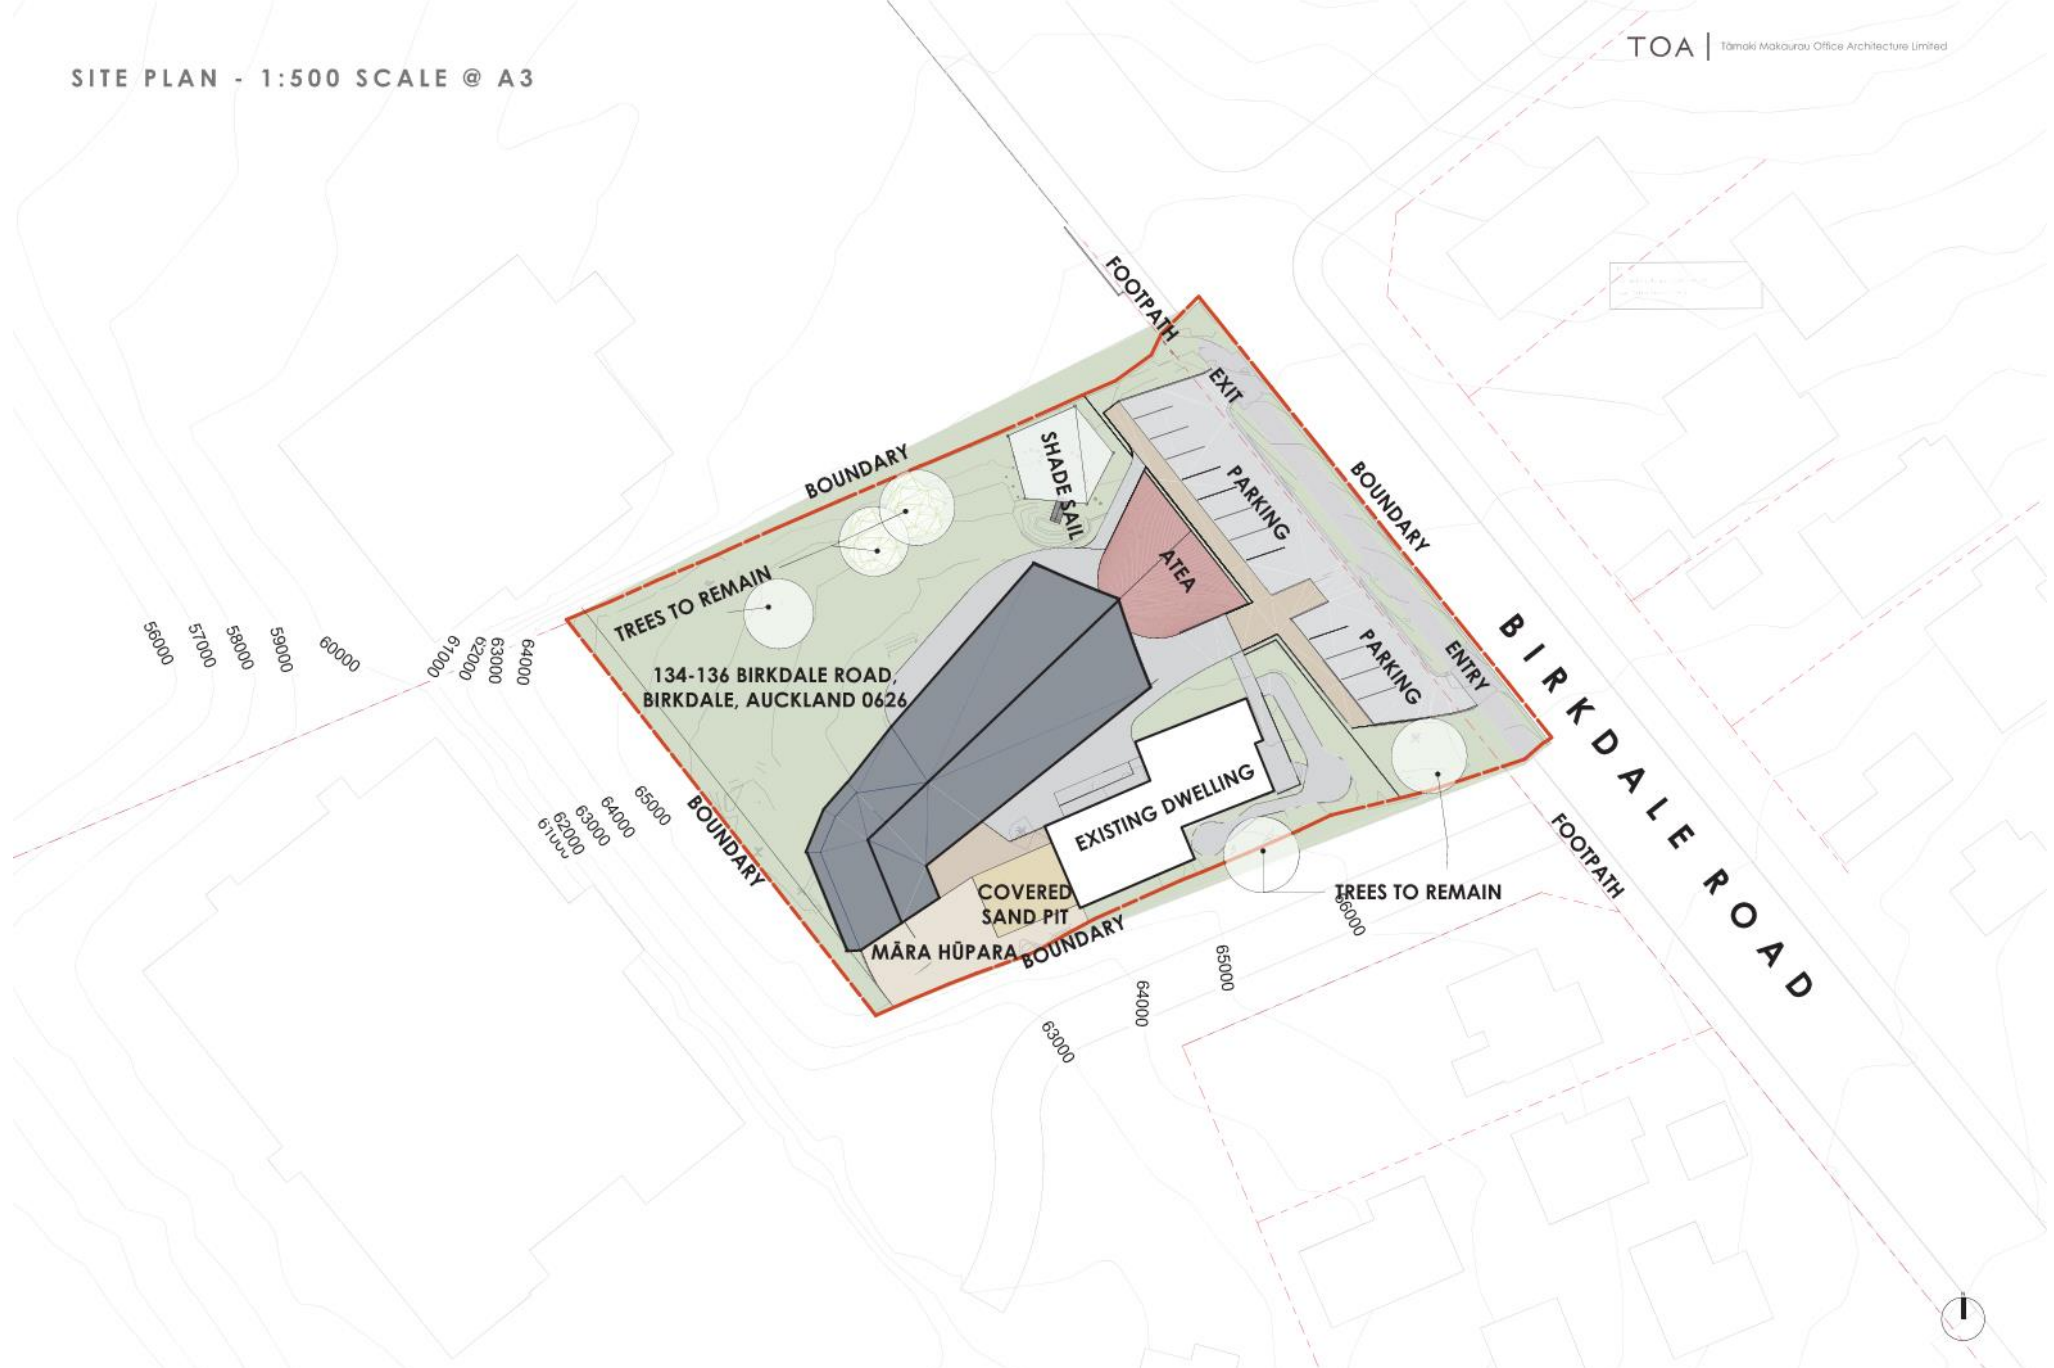 SITE PLAN - 1:500 SCALE @ A3
TOA | Tāmaki Makaurau Office Architecture Limited
FOOTPATH
EXIT
BOUNDARY
SHADE SAIL
PARKING
BOUNDARY
ATEA
TREES TO REMAIN
134-136 BIRKDALE ROAD,
BIRKDALE, AUCKLAND 0626
PARKING
ENTRY
BIRKDALE ROAD
56000
57000
58000
59000
60000
61000
62000
63000
64000
65000
64000
63000
62000
61000
BOUNDARY
EXISTING DWELLING
FOOTPATH
COVERED
SAND PIT
TREES TO REMAIN
MĀRA HŪPARA
BOUNDARY
66000
65000
64000
63000